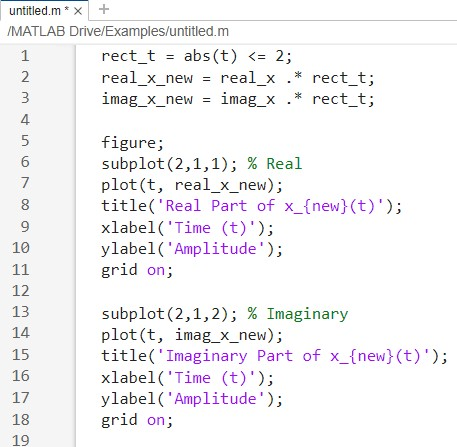 untitled.m * × +
/MATLAB Drive/Examples/untitled.m
1 rect_t = abs(t) <= 2;
2 real_x_new = real_x .* rect_t;
3 imag_x_new = imag_x .* rect_t;
4
5 figure;
6 subplot(2,1,1); % Real
7 plot(t, real_x_new);
8 title('Real Part of x_{new}(t)');
9 xlabel('Time (t)');
10 ylabel('Amplitude');
11 grid on;
12
13 subplot(2,1,2); % Imaginary
14 plot(t, imag_x_new);
15 title('Imaginary Part of x_{new}(t)');
16 xlabel('Time (t)');
17 ylabel('Amplitude');
18 grid on;
19